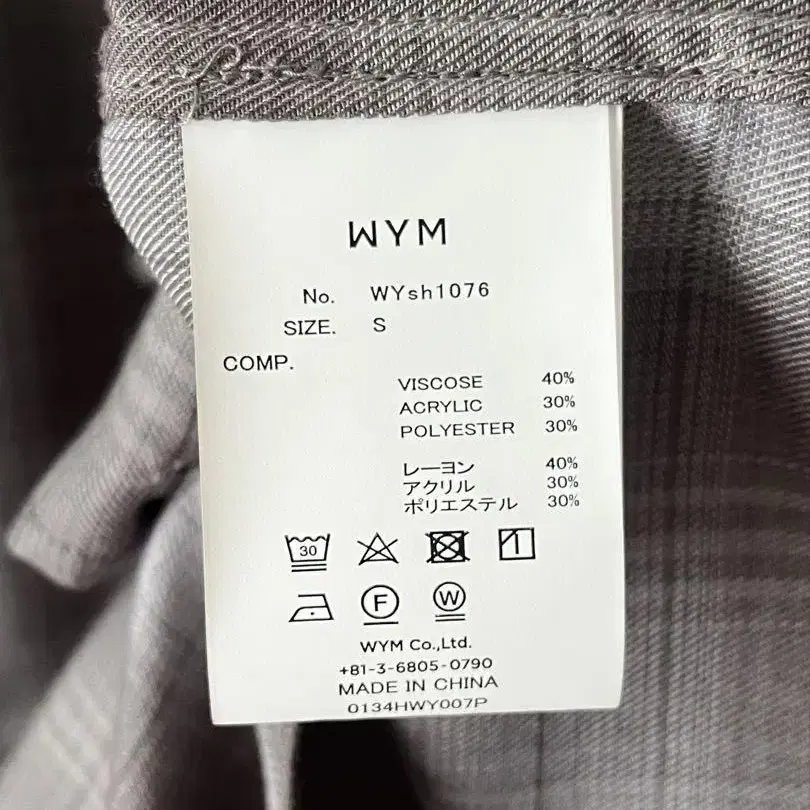 WYM
No. WYsh1076
SIZE. S
COMP.
VISCOSE 40%
ACRYLIC 30%
POLYESTER 30%
レーヨン 40%
アクリル 30%
ポリエステル 30%
30
F W
WYM Co.,Ltd.
+81-3-6805-0790
MADE IN CHINA
0134HWY007P